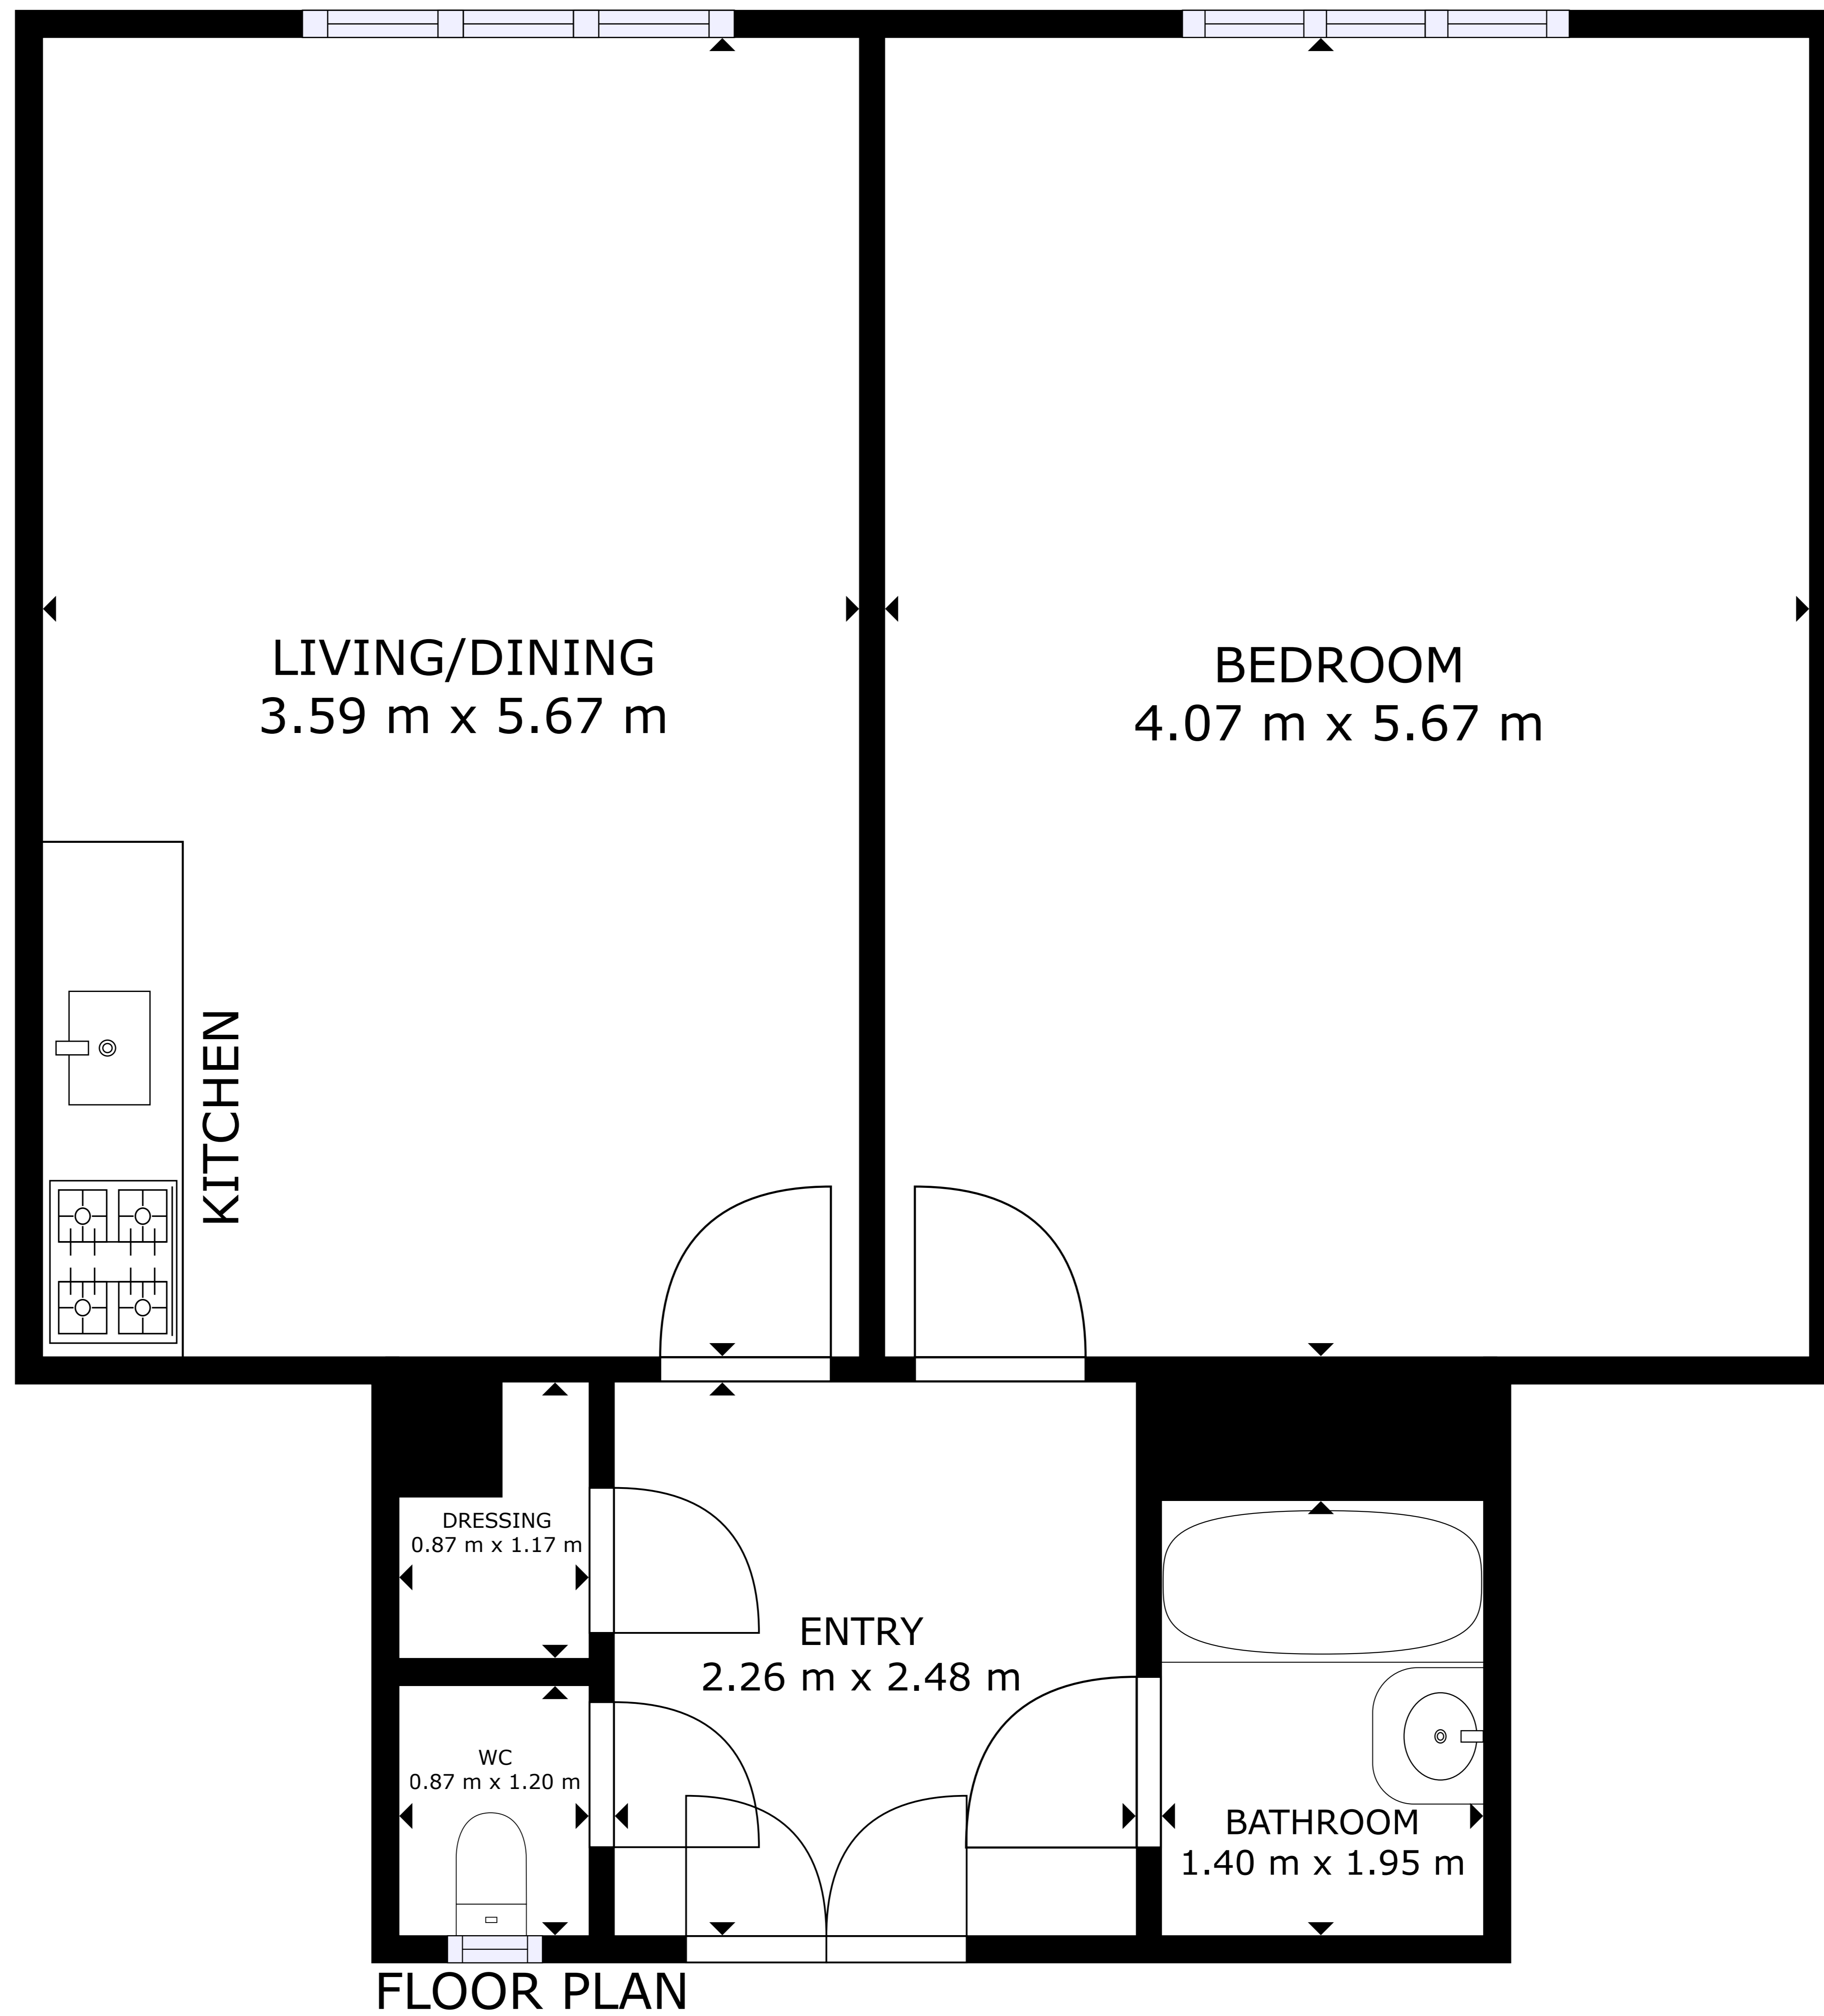 LIVING/DINING
3.59 m x 5.67 m
BEDROOM
4.07 m x 5.67 m
KITCHEN
DRESSING
0.87 m x 1.17 m
ENTRY
2.26 m x 2.48 m
WC
0.87 m x 1.20 m
BATHROOM
1.40 m x 1.95 m
FLOOR PLAN